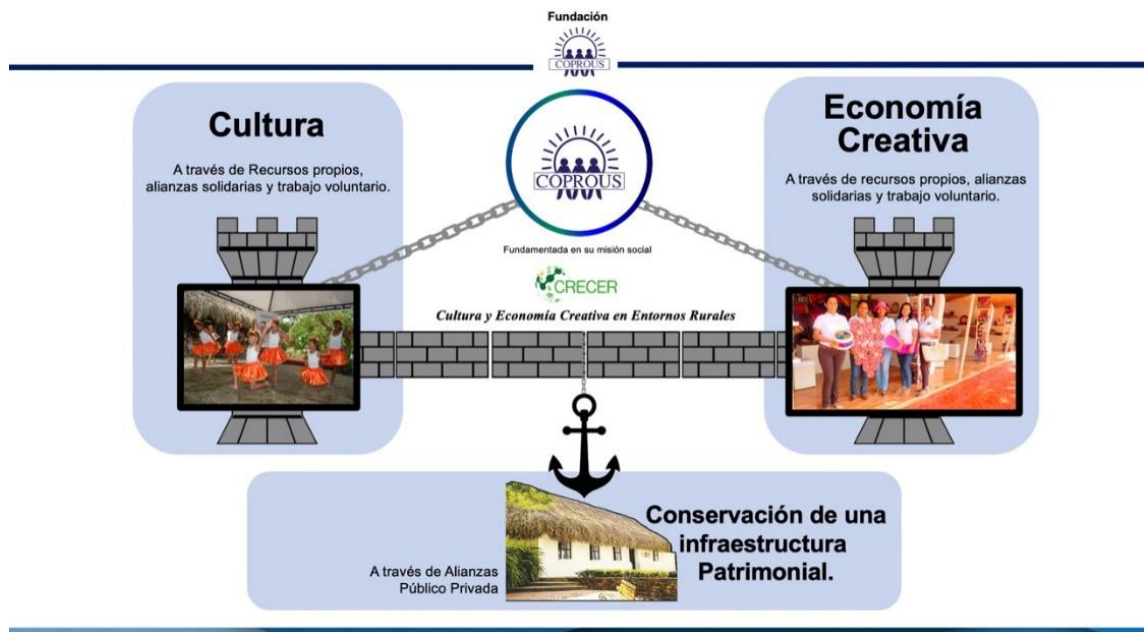 Fundación
COPROUS
Cultura
A través de Recursos propios,
alianzas solidarias y trabajo voluntario.
COPROUS
Economía
Creativa
A través de recursos propios, alianzas
solidarias y trabajo voluntario.
Fundamentada en su misión social
CRECER
Cultura y Economía Creativa en Entornos Rurales
A través de Alianzas
Público Privada
Conservación de una
infraestructura
Patrimonial.